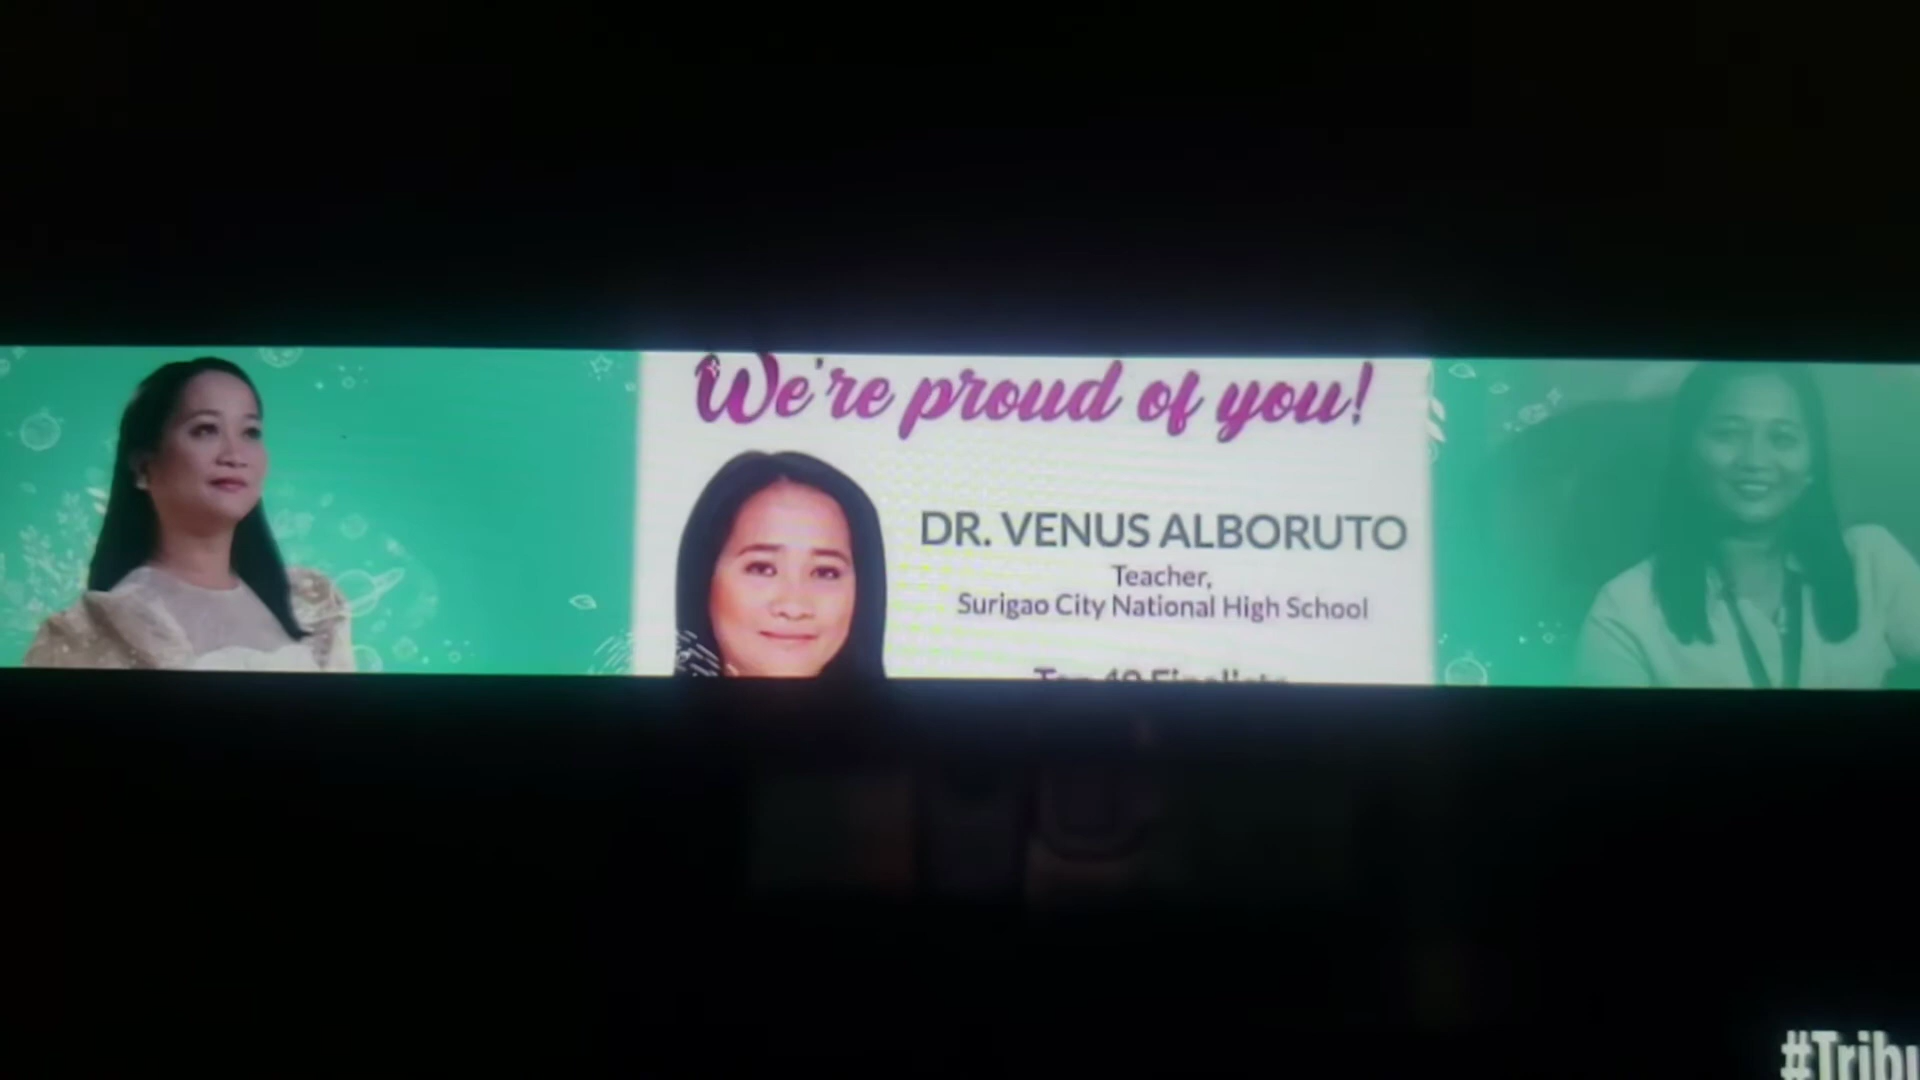 We're proud of you!
DR. VENUS ALBORUTO
Teacher,
Surigao City National High School